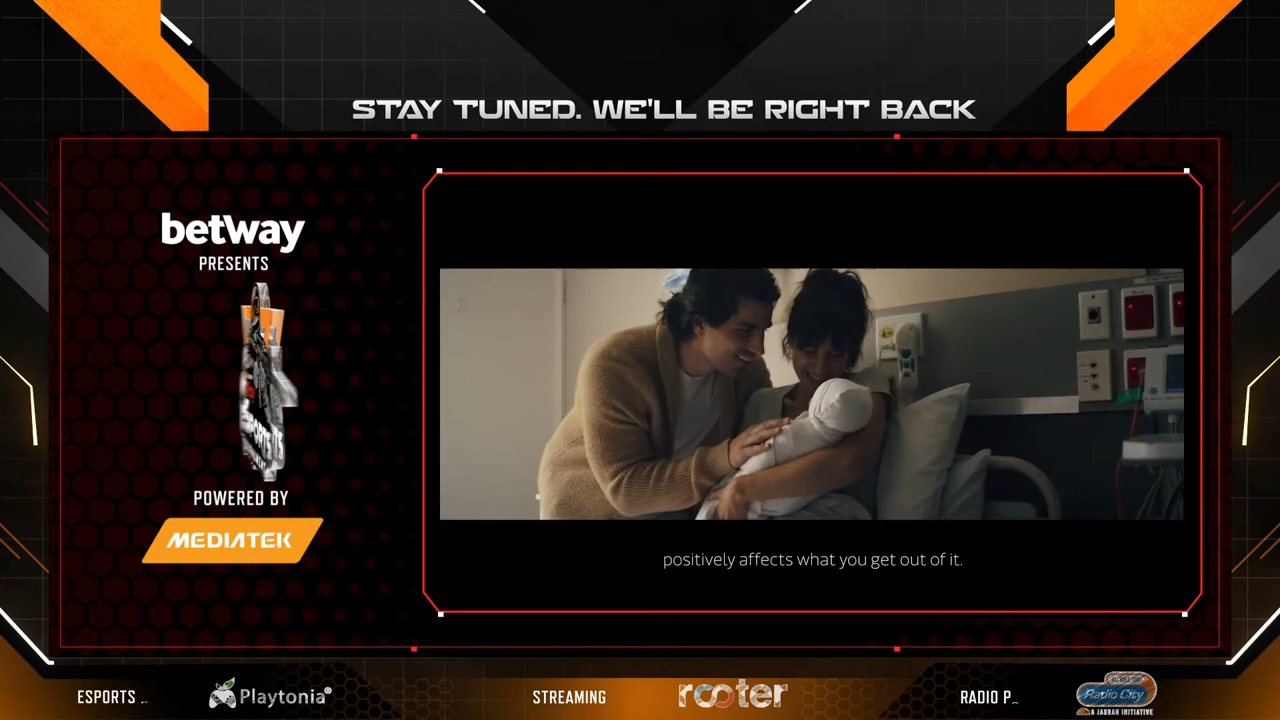 STAY TUNED. WE'LL BE RIGHT BACK
betway
PRESENTS
POWERED BY
MEDIATEK
positively affects what you get out of it.
ESPORTS ..
Playtonia
STREAMING
rooter
RADIO P...
Radio City
A JAGRAN INITIATIVE